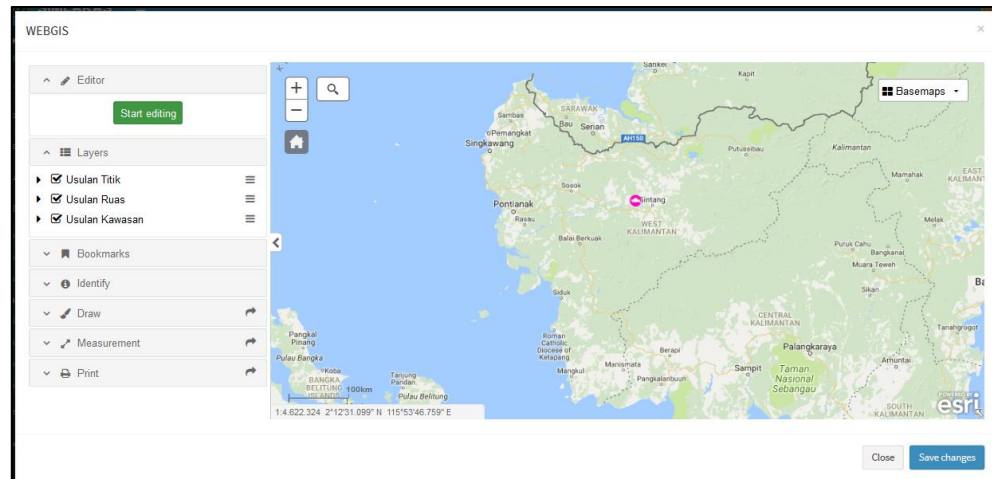 WEBGIS
×
Editor
Start editing
Layers
Usulan Titik
Usulan Ruas
Usulan Kawasan
Bookmarks
Identify
Draw
Measurement
Print
+
−
Basemaps
Sarikei
Kapit
SARAWAK
Sambas
Bau
Serian
Pemangkat
Singkawang
AH150
Putussibau
Kalimantan
Mamahak
EAST
KALIMANT
Sosok
Sintang
Pontianak
Rasau
WEST
KALIMANTAN
Melak
Balai Berkuak
Puruk Cahu
Bangkanai
Muara Teweh
Siduk
Sikan
Ba
CENTRAL
KALIMANTAN
Tanahgrogot
Pangkal
Pinang
Roman
Catholic
Diocese of
Ketapang
Palangkaraya
Pulau Bangka
Berapi
Amuntai
Koba
Manismata
Sampit
Taman
Nasional
Sebangau
Tanjung
Pandan
Mangkul
Pangkalanbuun
BANGKA
BELITUNG
ISLANDS
100km
Pulau Belitung
SOUTH
KALIMANTAN
POWERED BY
esri
1:4.622.324 2°12'31.099" N 115°53'46.759" E
Close
Save changes